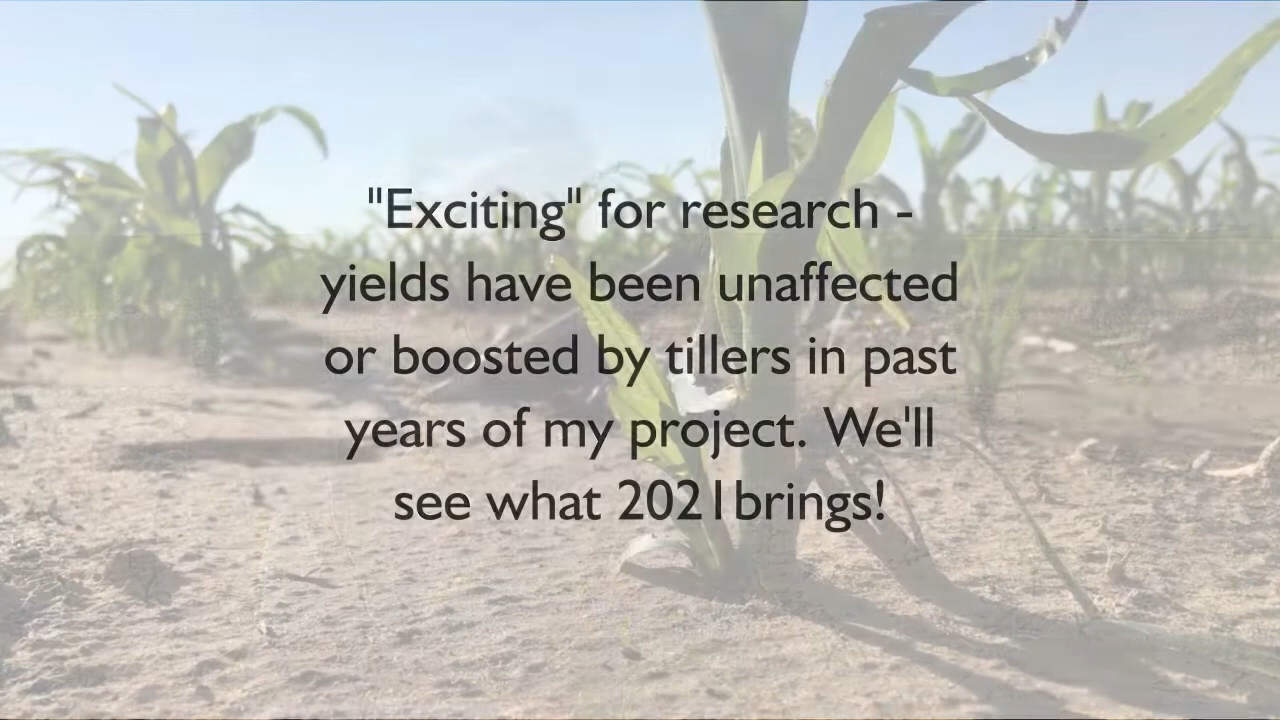 "Exciting" for research -
yields have been unaffected
or boosted by tillers in past
years of my project. We'll
see what 2021brings!